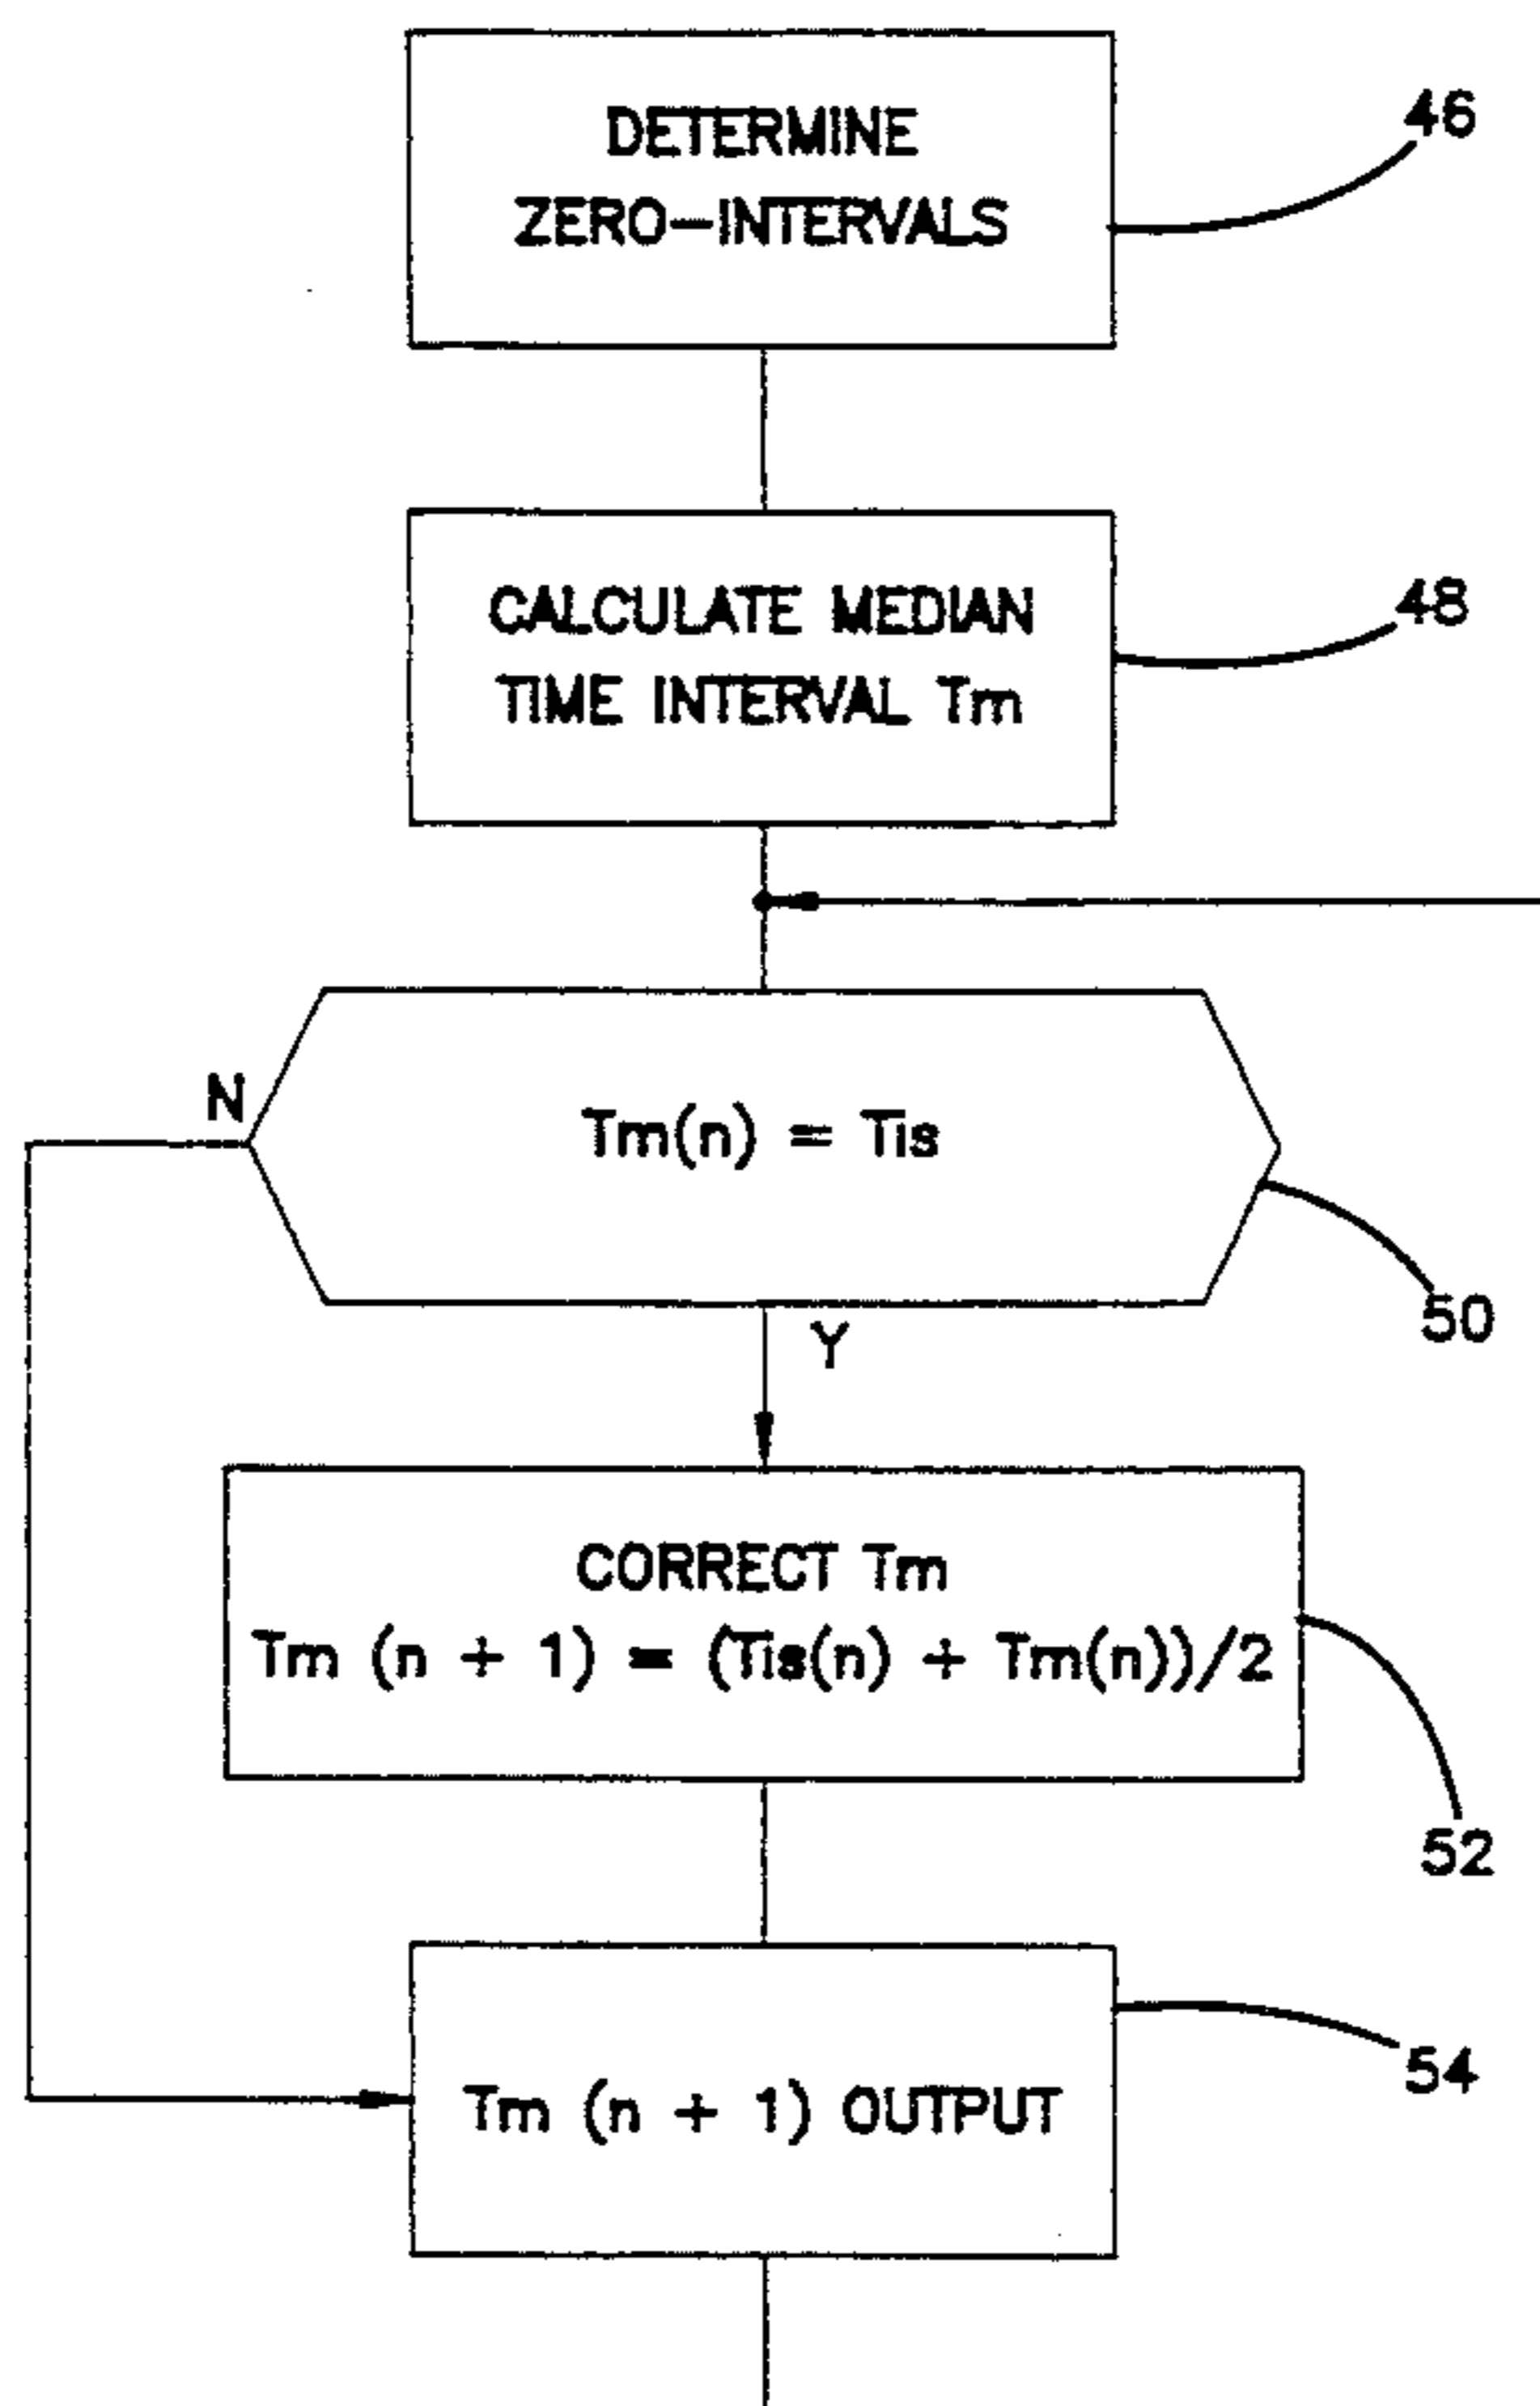 DETERMINE
ZERO-INTERVALS
46
CALCULATE MEDIAN
TIME INTERVAL Tm
48
N
Tm(n) = Tis
50
Y
CORRECT Tm
Tm (n + 1) = (Tis(n) + Tm(n))/2
52
Tm (n + 1) OUTPUT
54